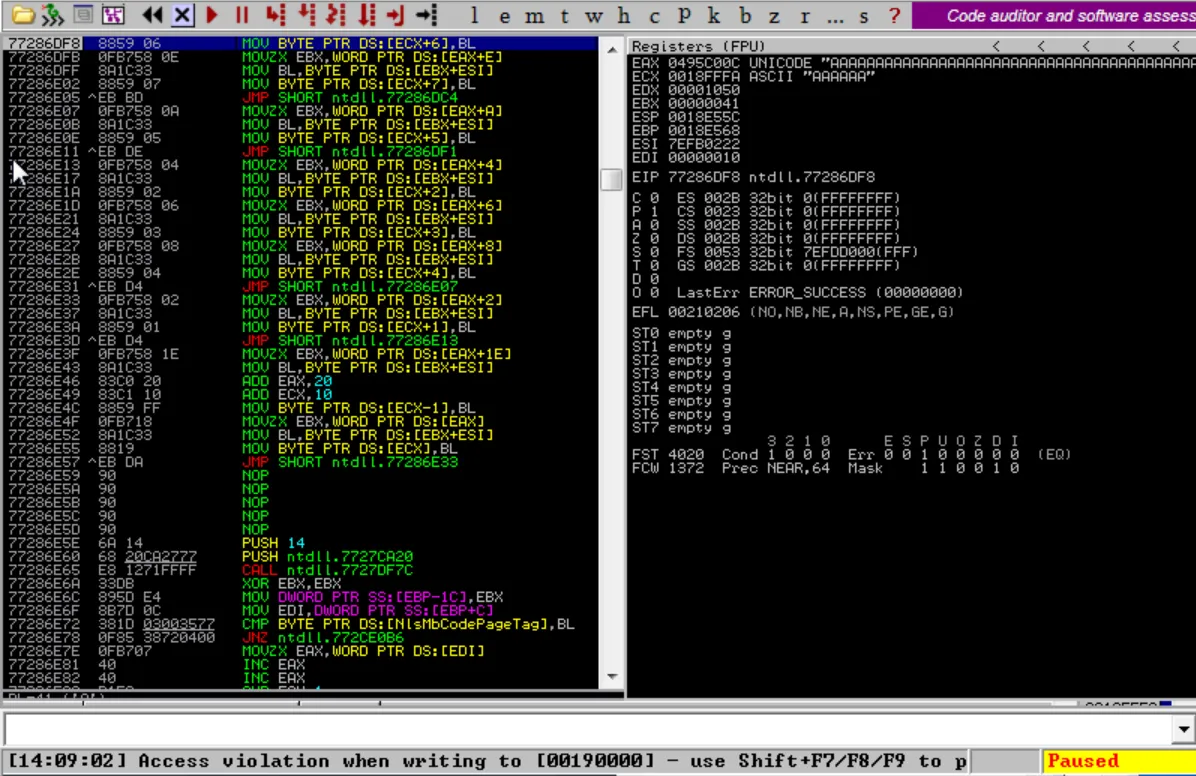 l e m t w h c P k b z r ... s ?
Code auditor and software assess
77286DF8 8859 06 MOV BYTE PTR DS:[ECX+6],BL
77286DFB 0FB758 0E MOVZX EBX,WORD PTR DS:[EAX+E]
77286DFF 8A1C33 MOV BL,BYTE PTR DS:[EBX+ESI]
77286E02 8859 07 MOV BYTE PTR DS:[ECX+7],BL
77286E05 ^EB BD JMP SHORT ntdll.77286DC4
77286E07 0FB758 0A MOVZX EBX,WORD PTR DS:[EAX+A]
77286E0B 8A1C33 MOV BL,BYTE PTR DS:[EBX+ESI]
77286E0E 8859 05 MOV BYTE PTR DS:[ECX+5],BL
77286E11 ^EB DE JMP SHORT ntdll.77286DF1
77286E13 0FB758 04 MOVZX EBX,WORD PTR DS:[EAX+4]
77286E17 8A1C33 MOV BL,BYTE PTR DS:[EBX+ESI]
77286E1A 8859 02 MOV BYTE PTR DS:[ECX+2],BL
77286E1D 0FB758 06 MOVZX EBX,WORD PTR DS:[EAX+6]
77286E21 8A1C33 MOV BL,BYTE PTR DS:[EBX+ESI]
77286E24 8859 03 MOV BYTE PTR DS:[ECX+3],BL
77286E27 0FB758 08 MOVZX EBX,WORD PTR DS:[EAX+8]
77286E2B 8A1C33 MOV BL,BYTE PTR DS:[EBX+ESI]
77286E2E 8859 04 MOV BYTE PTR DS:[ECX+4],BL
77286E31 ^EB D4 JMP SHORT ntdll.77286E07
77286E33 0FB758 02 MOVZX EBX,WORD PTR DS:[EAX+2]
77286E37 8A1C33 MOV BL,BYTE PTR DS:[EBX+ESI]
77286E3A 8859 01 MOV BYTE PTR DS:[ECX+1],BL
77286E3D ^EB D4 JMP SHORT ntdll.77286E13
77286E3F 0FB758 1E MOVZX EBX,WORD PTR DS:[EAX+1E]
77286E43 8A1C33 MOV BL,BYTE PTR DS:[EBX+ESI]
77286E46 83C0 20 ADD EAX,20
77286E49 83C1 10 ADD ECX,10
77286E4C 8859 FF MOV BYTE PTR DS:[ECX-1],BL
77286E4F 0FB718 MOVZX EBX,WORD PTR DS:[EAX]
77286E52 8A1C33 MOV BL,BYTE PTR DS:[EBX+ESI]
77286E55 8819 MOV BYTE PTR DS:[ECX],BL
77286E57 ^EB DA JMP SHORT ntdll.77286E33
77286E59 90 NOP
77286E5A 90 NOP
77286E5B 90 NOP
77286E5C 90 NOP
77286E5D 90 NOP
77286E5E 6A 14 PUSH 14
77286E60 68 20CA2777 PUSH ntdll.7727CA20
77286E65 E8 1271FFFF CALL ntdll.7727DF7C
77286E6A 33DB XOR EBX,EBX
77286E6C 895D E4 MOV DWORD PTR SS:[EBP-1C],EBX
77286E6F 8B7D 0C MOV EDI,DWORD PTR SS:[EBP+C]
77286E72 381D 03003577 CMP BYTE PTR DS:[NlsMbCodePageTag],BL
77286E78 0F85 38720400 JNZ ntdll.772CE0B6
77286E7E 0FB707 MOVZX EAX,WORD PTR DS:[EDI]
77286E81 40 INC EAX
77286E82 40 INC EAX
Registers (FPU) < < < < <
EAX 0495C00C UNICODE "AAAAAAAAAAAAAAAAAAAAAAAAAAAAAAAAAAAAAAAA
ECX 0018FFFA ASCII "AAAAAA"
EDX 00001050
EBX 00000041
ESP 0018E55C
EBP 0018E568
ESI 7EFB0222
EDI 00000010
EIP 77286DF8 ntdll.77286DF8
C 0 ES 002B 32bit 0(FFFFFFFF)
P 1 CS 0023 32bit 0(FFFFFFFF)
A 0 SS 002B 32bit 0(FFFFFFFF)
Z 0 DS 002B 32bit 0(FFFFFFFF)
S 0 FS 0053 32bit 7EFDD000(FFF)
T 0 GS 002B 32bit 0(FFFFFFFF)
D 0
O 0 LastErr ERROR_SUCCESS (00000000)
EFL 00210206 (NO,NB,NE,A,NS,PE,GE,G)
ST0 empty g
ST1 empty g
ST2 empty g
ST3 empty g
ST4 empty g
ST5 empty g
ST6 empty g
ST7 empty g
3 2 1 0 E S P U O Z D I
FST 4020 Cond 1 0 0 0 Err 0 0 1 0 0 0 0 0 (EQ)
FCW 1372 Prec NEAR,64 Mask 1 1 0 0 1 0
[14:09:02] Access violation when writing to [00190000] - use Shift+F7/F8/F9 to p
Paused